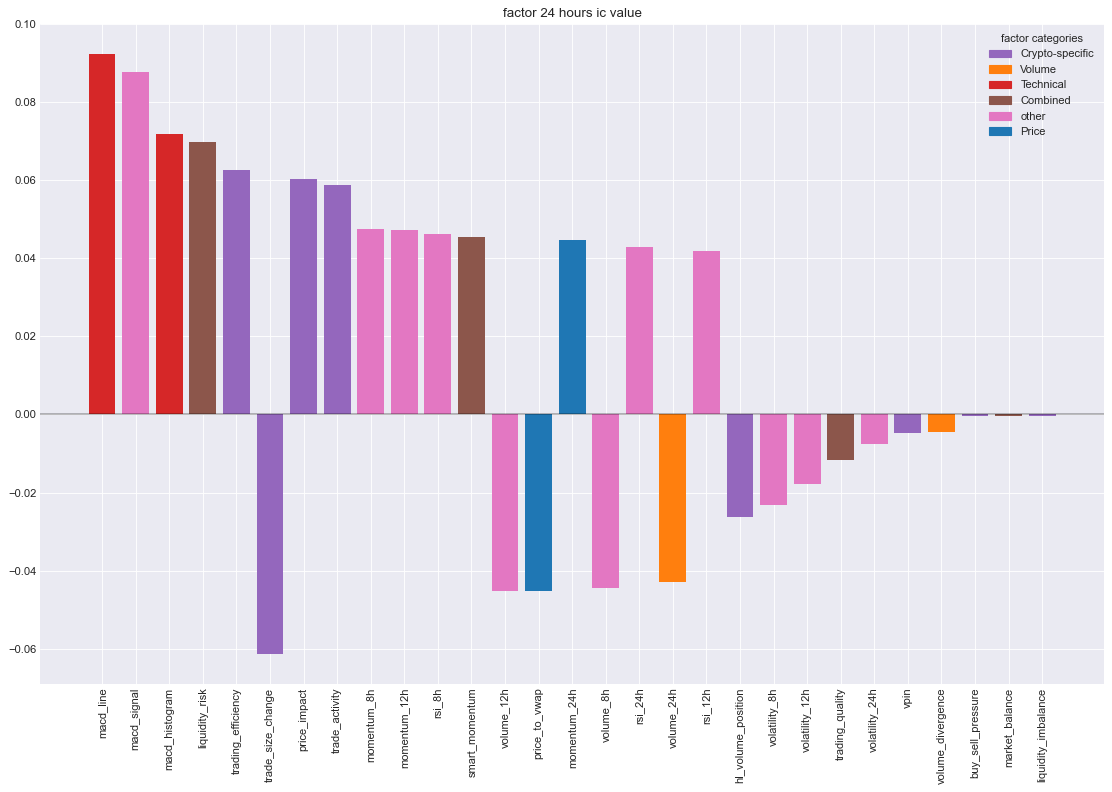 factor 24 hours ic value
factor categories
Crypto-specific
Volume
Technical
Combined
other
Price
0.10
0.08
0.06
0.04
0.02
0.00
−0.02
−0.04
−0.06
macd_line
macd_signal
macd_histogram
liquidity_risk
trading_efficiency
trade_size_change
price_impact
trade_activity
momentum_8h
momentum_12h
rsi_8h
smart_momentum
volume_12h
price_to_vwap
momentum_24h
volume_8h
rsi_24h
volume_24h
rsi_12h
hl_volume_position
volatility_8h
volatility_12h
trading_quality
volatility_24h
vpin
volume_divergence
buy_sell_pressure
market_balance
liquidity_imbalance